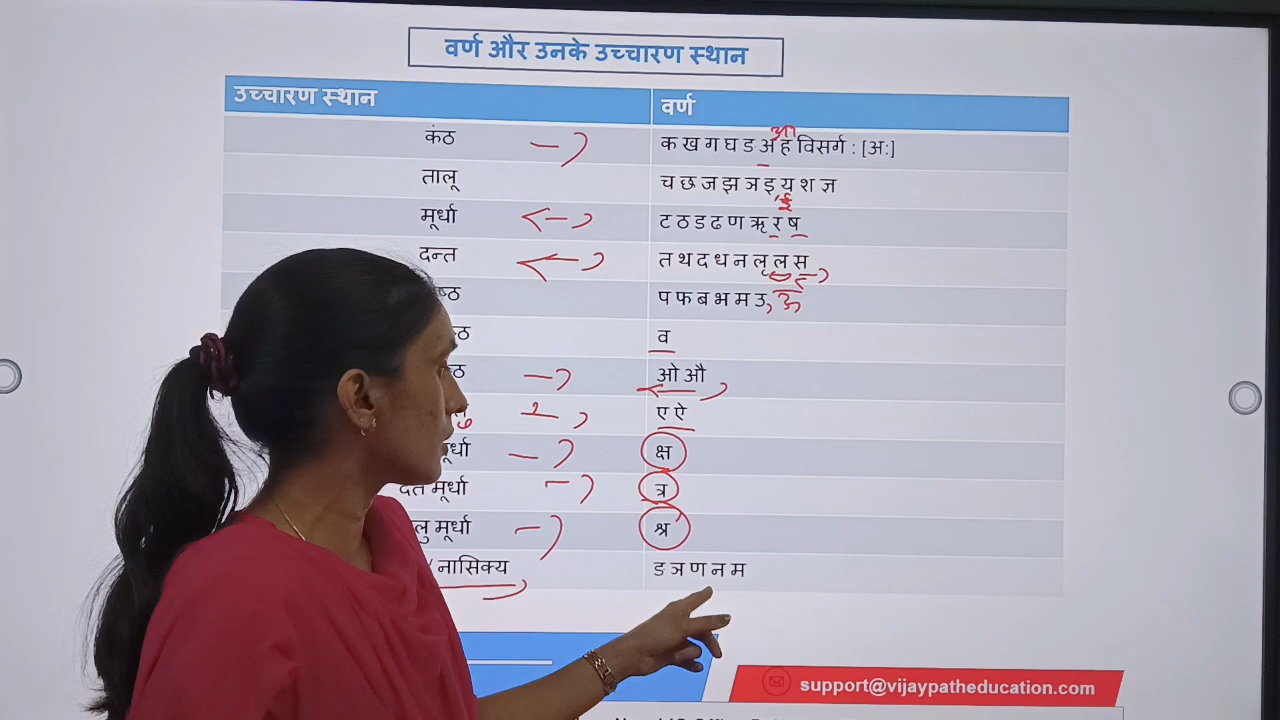 वर्ण और उनके उच्चारण स्थान
उच्चारण स्थान वर्ण
कंठ क ख ग घ ड अ ह विसर्ग : [अः]
आ
तालू च छ ज झ ञ इ य श ज्ञ
ई
मूर्धा ट ठ ड ढ ण ऋ र ष
दन्त त थ द ध न लृ ल स
प फ ब भ म उ, ऊ
व
ओ औ
ए ऐ
क्ष
मूर्धा त्र
मूर्धा श्र
नासिक्य ङ ञ ण न म
support@vijaypatheducation.com